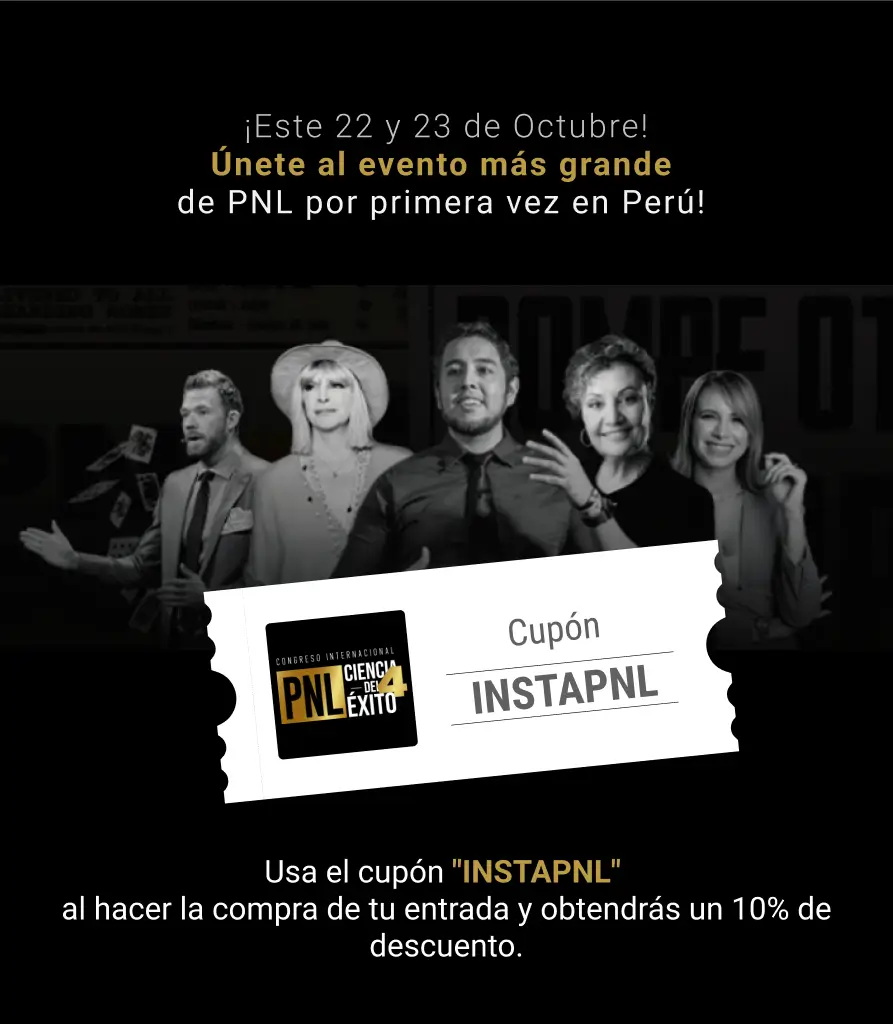 ¡Este 22 y 23 de Octubre!
Únete al evento más grande
de PNL por primera vez en Perú!
ROMPE OT
CONGRESO INTERNACIONAL
PNL
CIENCIA
DEL 4
ÉXITO
Cupón
INSTAPNL
Usa el cupón "INSTAPNL"
al hacer la compra de tu entrada y obtendrás un 10% de
descuento.